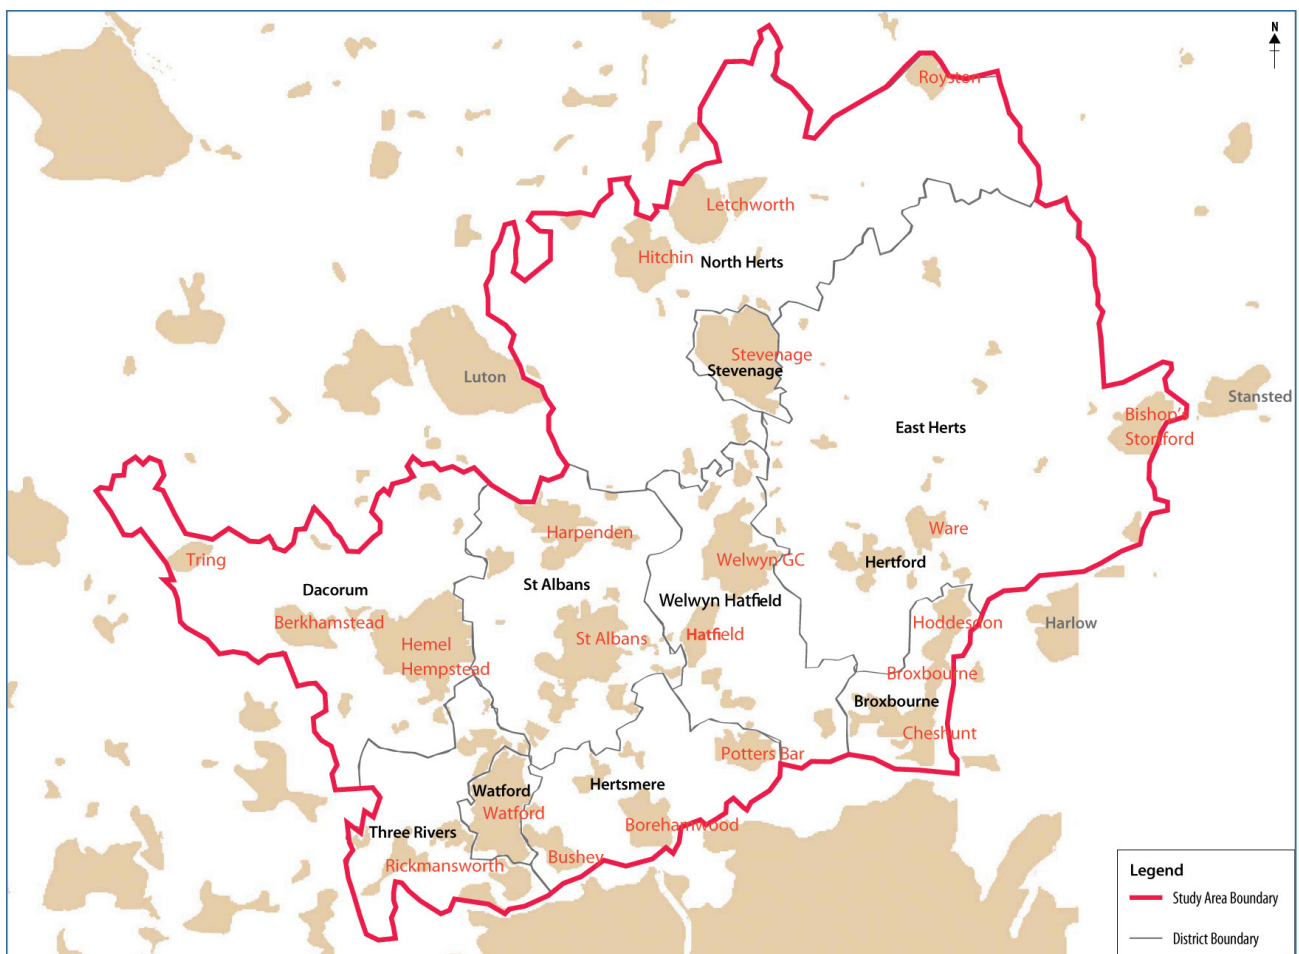 N
Royston
Letchworth
Hitchin
North Herts
Stevenage
Stevenage
Luton
Stansted
Bishop's
Stortford
East Herts
Ware
Harpenden
Tring
Welwyn GC
Hertford
Dacorum
St Albans
Welwyn Hatfield
Berkhamstead
Hoddesdon
Harlow
Hatfield
St Albans
Hemel
Hempstead
Broxbourne
Broxbourne
Cheshunt
Potters Bar
Hertsmere
Watford
Watford
Borehamwood
Three Rivers
Bushey
Rickmansworth
Legend
Study Area Boundary
District Boundary